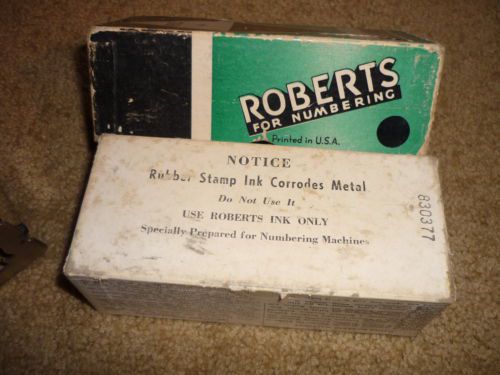 ROBERTS
FOR NUMBERING
Printed in U.S.A.
NOTICE
Rubber Stamp Ink Corrodes Metal
Do Not Use It
USE ROBERTS INK ONLY
Specially Prepared for Numbering Machines
830377